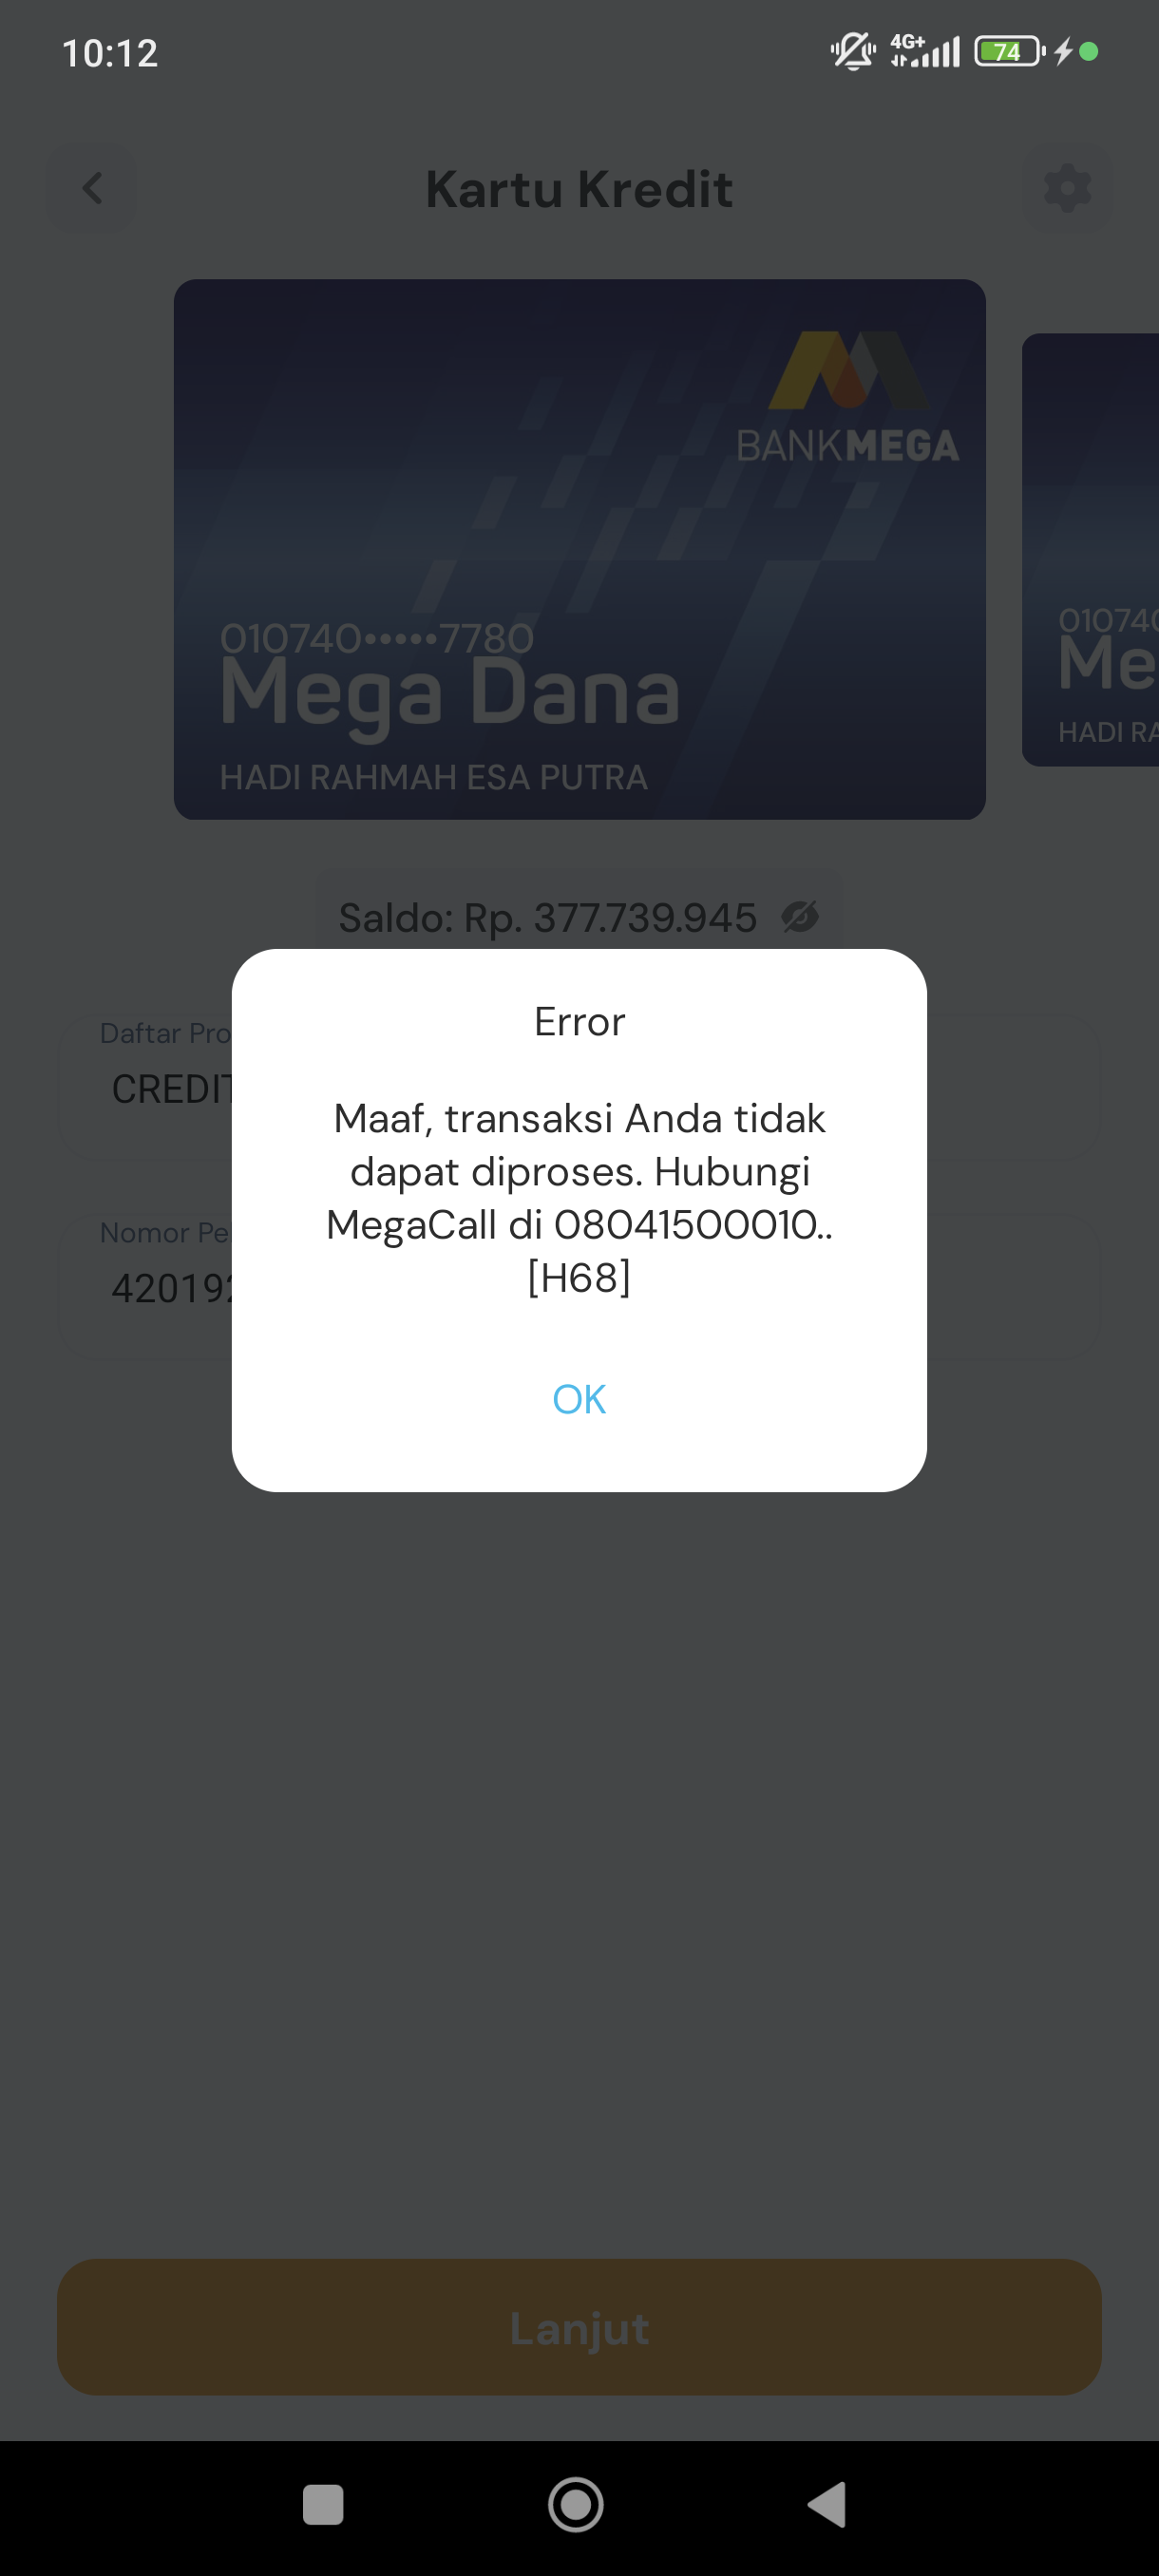 10:12
4G+
74
Kartu Kredit
BANKMEGA
010740•••••7780
Mega Dana
HADI RAHMAH ESA PUTRA
010740
Me
HADI RA
Saldo: Rp. 377.739.945
Daftar Pro
CREDIT
Nomor Pel
42019
Error
Maaf, transaksi Anda tidak
dapat diproses. Hubungi
MegaCall di 08041500010..
[H68]
OK
Lanjut